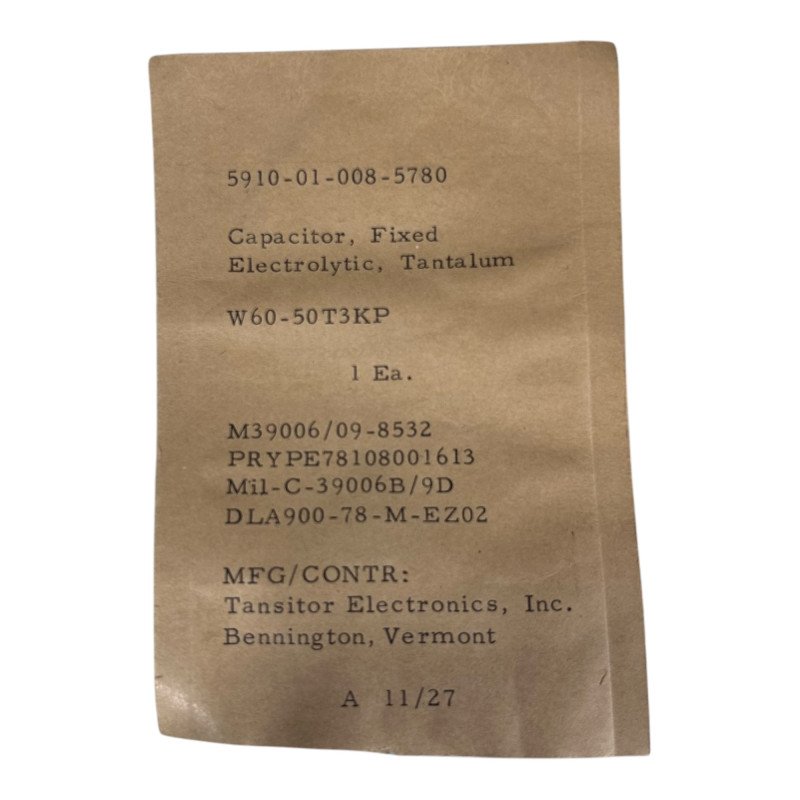 5910-01-008-5780
Capacitor, Fixed
Electrolytic, Tantalum
W60-50T3KP
1 Ea.
M39006/09-8532
PRYPE78108001613
Mil-C-39006B/9D
DLA900-78-M-EZ02
MFG/CONTR:
Tansitor Electronics, Inc.
Bennington, Vermont
A 11/27